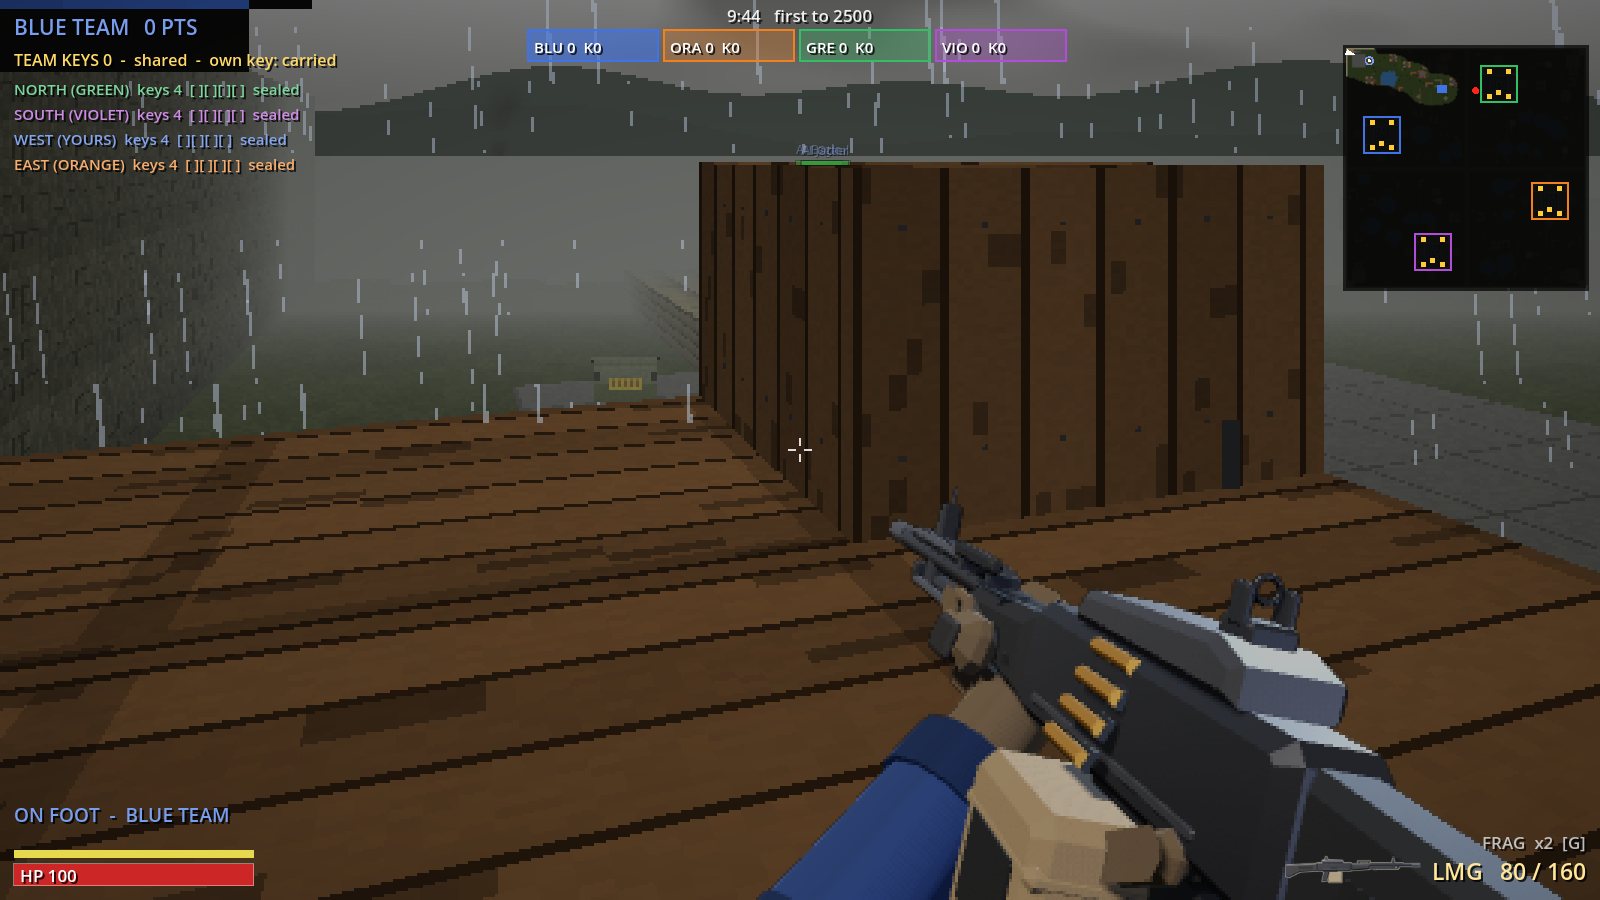 9:44 first to 2500
BLUE TEAM 0 PTS
BLU 0 K0
ORA 0 K0
GRE 0 K0
VIO 0 K0
TEAM KEYS 0 - shared - own key: carried
NORTH (GREEN) keys 4 [ ][ ][ ][ ] sealed
SOUTH (VIOLET) keys 4 [ ][ ][ ][ ] sealed
WEST (YOURS) keys 4 [ ][ ][ ][ ] sealed
EAST (ORANGE) keys 4 [ ][ ][ ][ ] sealed
ON FOOT - BLUE TEAM
HP 100
FRAG x2 [G]
LMG 80 / 160